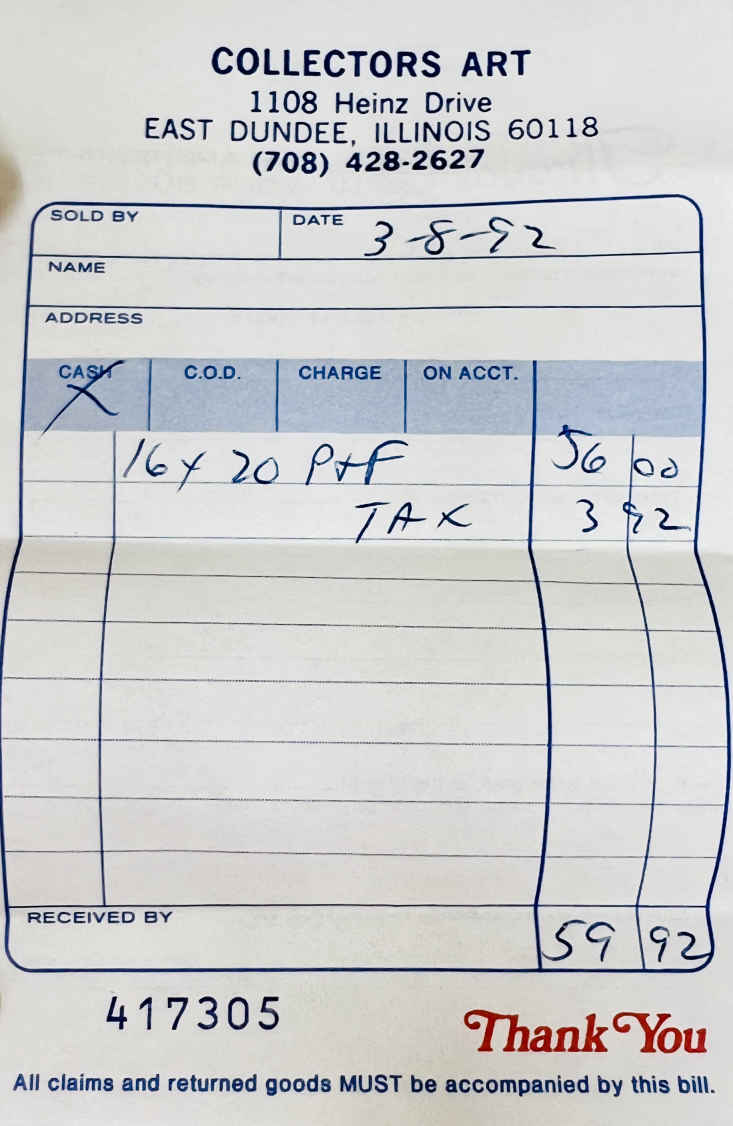 COLLECTORS ART
1108 Heinz Drive
EAST DUNDEE, ILLINOIS 60118
(708) 428-2627
SOLD BY DATE 3-8-92
NAME
ADDRESS
CASH X C.O.D. CHARGE ON ACCT.
16 x 20 P+F 56 00
TAX 3 92
RECEIVED BY 59 92
417305
Thank You
All claims and returned goods MUST be accompanied by this bill.